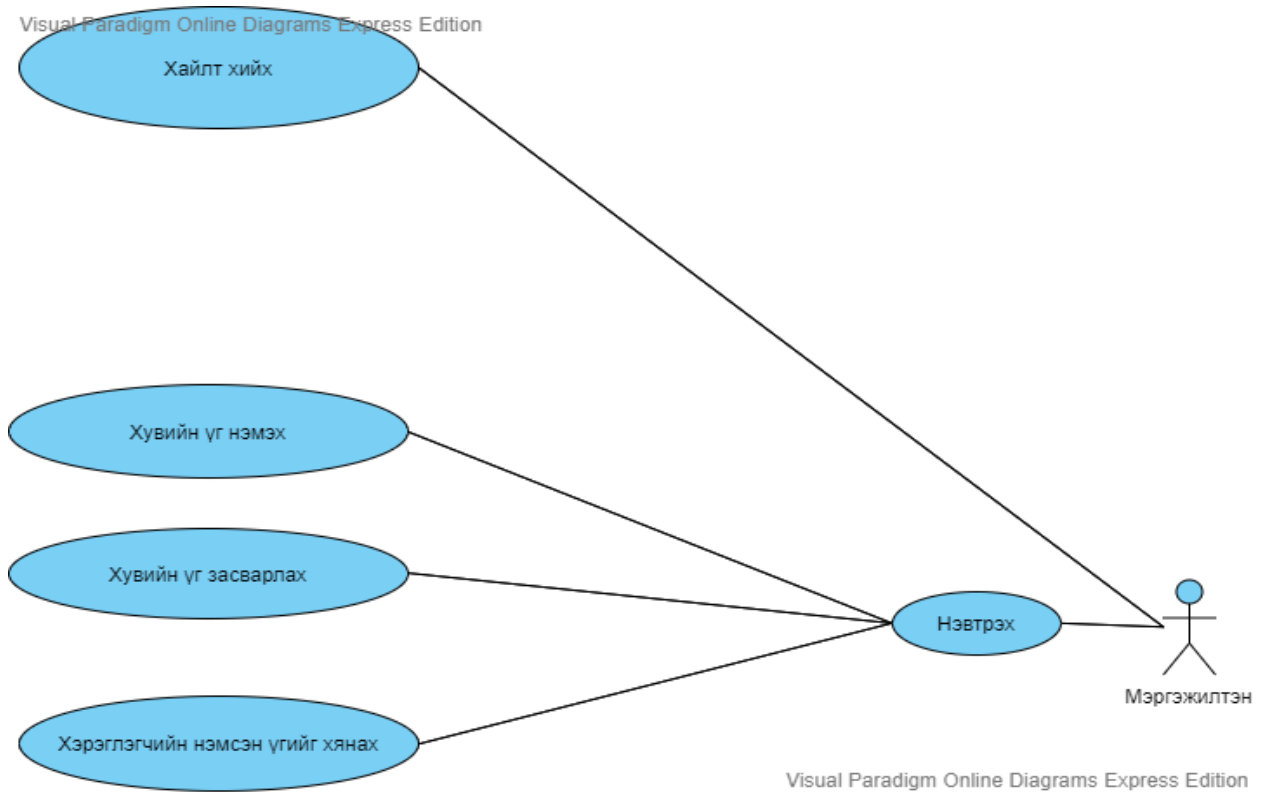 Visual Paradigm Online Diagrams Express Edition
Хайлт хийх
Хувийн үг нэмэх
Хувийн үг засварлах
Нэвтрэх
Мэргэжилтэн
Хэрэглэгчийн нэмсэн үгийг хянах
Visual Paradigm Online Diagrams Express Edition